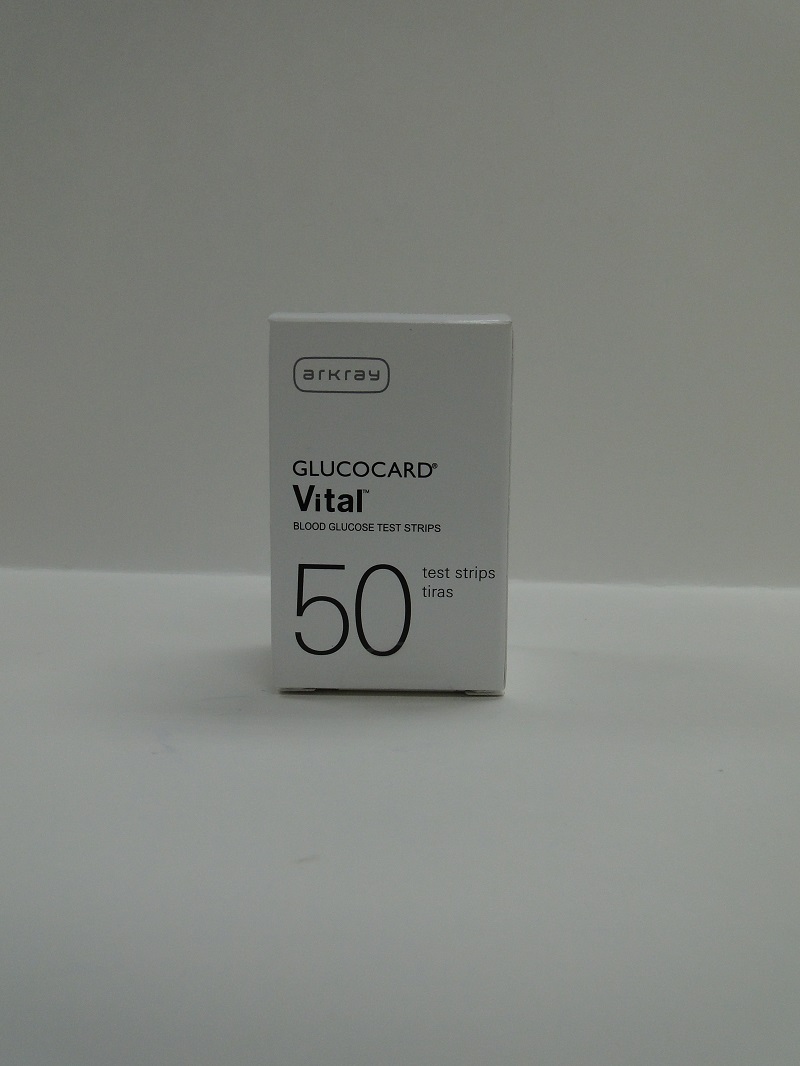 arkray
GLUCOCARD®
Vital™
BLOOD GLUCOSE TEST STRIPS
50 test strips
tiras